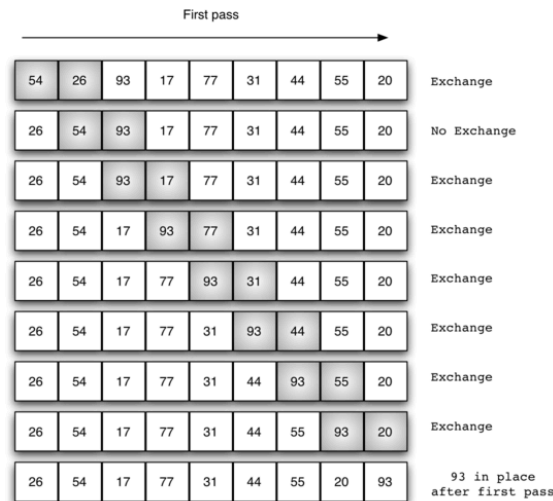 First pass
54 26 93 17 77 31 44 55 20 Exchange
26 54 93 17 77 31 44 55 20 No Exchange
26 54 93 17 77 31 44 55 20 Exchange
26 54 17 93 77 31 44 55 20 Exchange
26 54 17 77 93 31 44 55 20 Exchange
26 54 17 77 31 93 44 55 20 Exchange
26 54 17 77 31 44 93 55 20 Exchange
26 54 17 77 31 44 55 93 20 Exchange
26 54 17 77 31 44 55 20 93 93 in place
after first pass